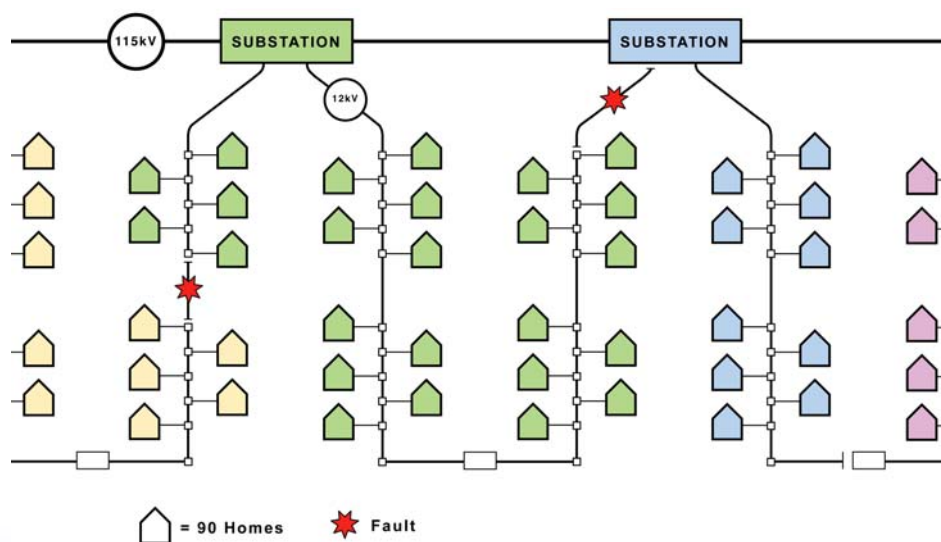 115kV
SUBSTATION
SUBSTATION
12kV
= 90 Homes
Fault